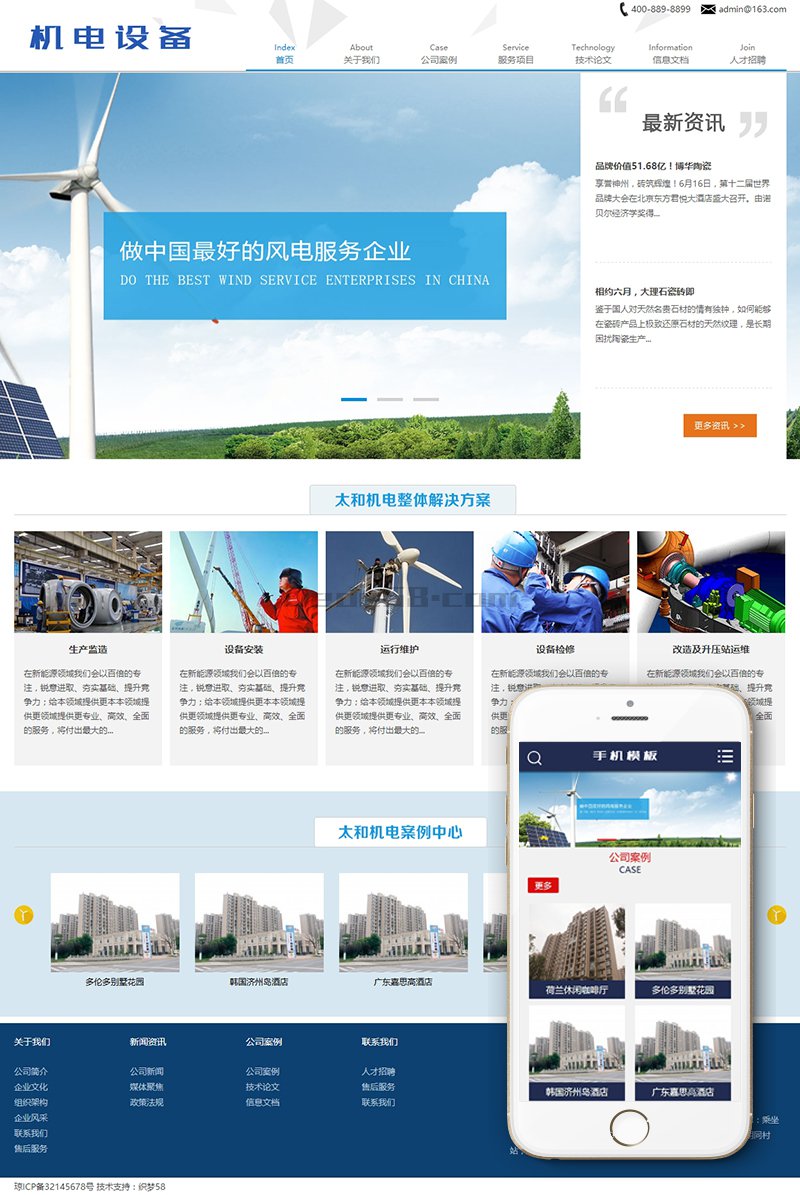 机电设备
400-889-8899 admin@163.com
Index About Case Service Technology Information Join
首页 关于我们 公司案例 服务项目 技术论文 信息文档 人才招聘
做中国最好的风电服务企业
DO THE BEST WIND SERVICE ENTERPRISES IN CHINA
最新资讯
品牌价值51.68亿！博华陶瓷
享誉神州，砖筑辉煌！6月16日，第十二届世界
品牌大会在北京东方君悦大酒店盛大召开。由诺
贝尔经济学奖得...
相约六月，大理石瓷砖即
鉴于国人对天然名贵石材的情有独钟，如何能够
在瓷砖产品上极致还原石材的天然纹理，是长期
困扰陶瓷生产...
更多资讯 >>
太和机电整体解决方案
生产监造
在新能源领域我们会以百倍的专
注，锐意进取、夯实基础、提升竞
争力；给本领域提供更本本领域提
供更领域提供更专业、高效、全面
的服务，将付出最大的...
设备安装
在新能源领域我们会以百倍的专
注，锐意进取、夯实基础、提升竞
争力；给本领域提供更本本领域提
供更领域提供更专业、高效、全面
的服务，将付出最大的...
运行维护
在新能源领域我们会以百倍的专
注，锐意进取、夯实基础、提升竞
争力；给本领域提供更本本领域提
供更领域提供更专业、高效、全面
的服务，将付出最大的...
设备检修
在新能源领域我们会以百倍的专
注，锐意进取、夯实基础、提升竞
改造及升压站运维
在新能源领域我们会以百倍的专
手机模板
做中国最好的风电服务企业
公司案例
CASE
更多
荷兰休闲咖啡厅 多伦多别墅花园
韩国济州岛酒店 广东嘉思高酒店
太和机电案例中心
多伦多别墅花园 韩国济州岛酒店 广东嘉思高酒店
关于我们
公司简介
企业文化
组织架构
企业风采
联系我们
售后服务
新闻资讯
公司新闻
媒体聚焦
政策法规
公司案例
公司案例
技术论文
信息文档
联系我们
人才招聘
售后服务
联系我们
：乘坐
琼ICP备32145678号 技术支持：织梦58